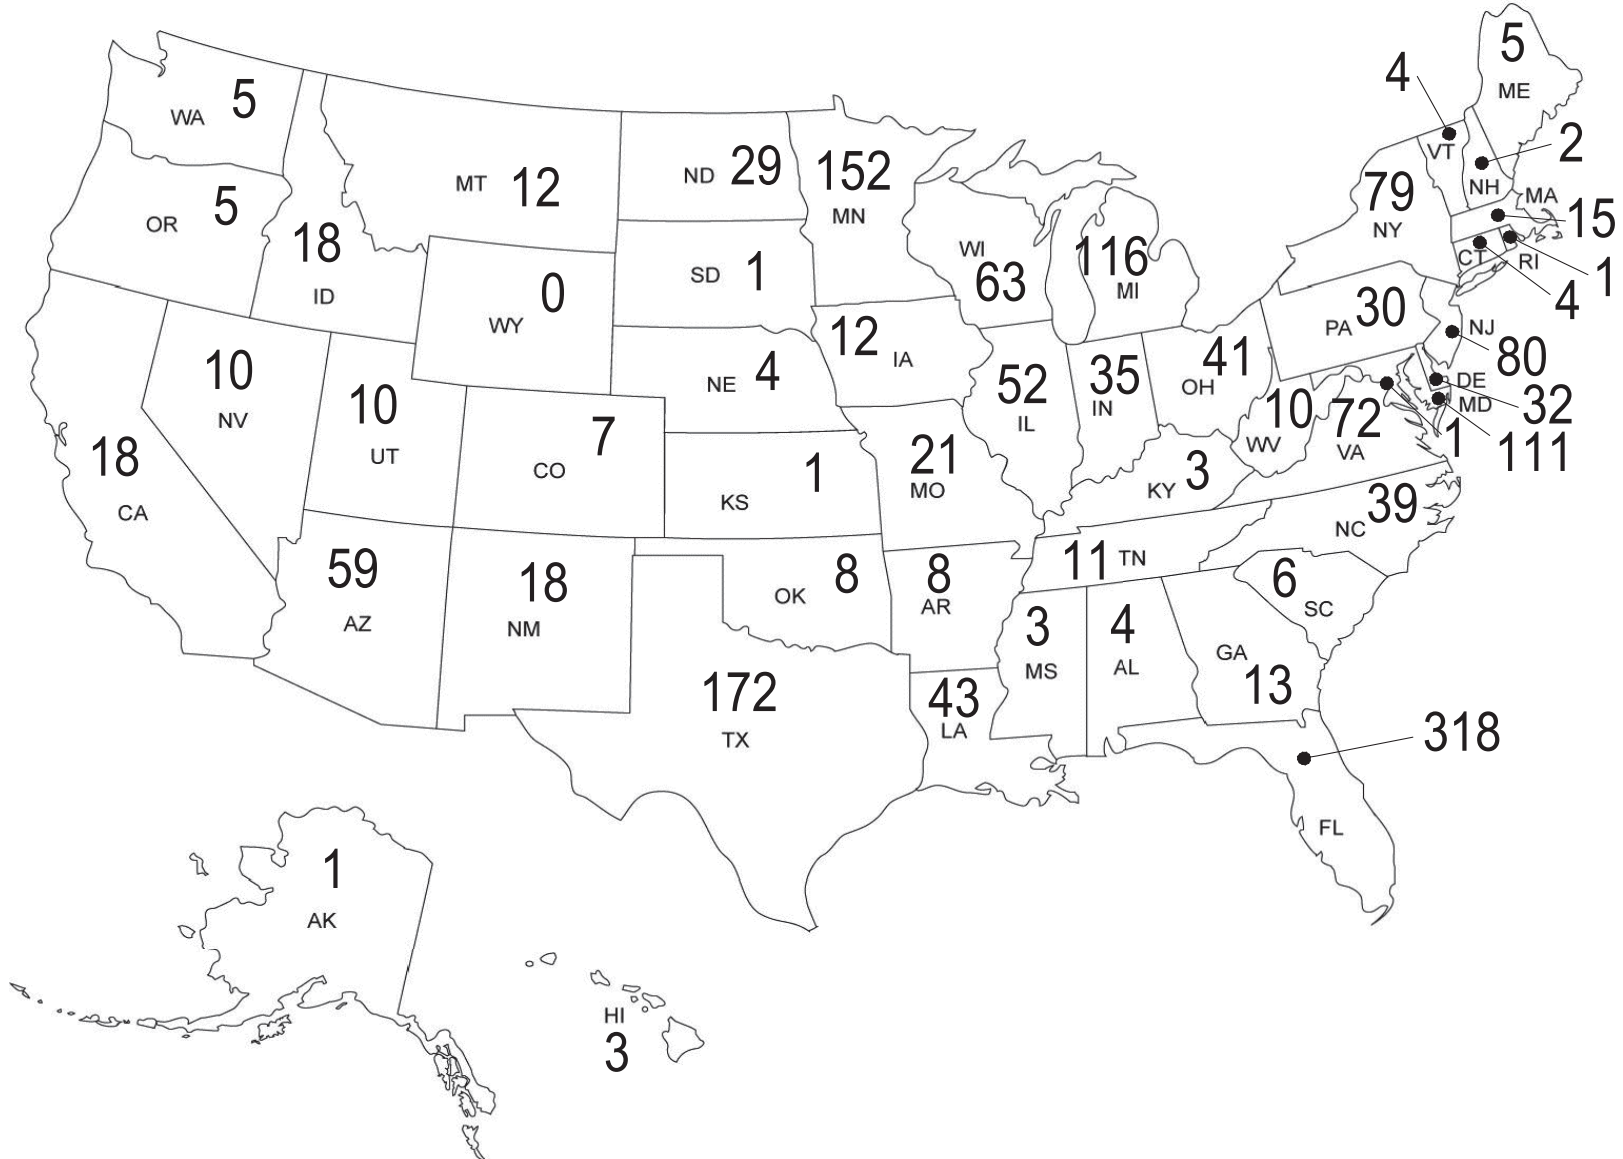 5
ME
4
VT
2
NH
WA 5
MT 12
ND 29
152
MN
79
NY
MA
15
OR 5
18
ID
SD 1
WI
63
116
MI
CT
RI
1
4
WY 0
PA 30
NJ
80
12 IA
10
NV
10
UT
NE 4
52
IL
35
IN
41
OH
DE
32
MD
111
1
10
WV
72
VA
18
CA
7
CO
1
KS
21
MO
KY 3
39
NC
59
AZ
18
NM
OK 8
8
AR
11 TN
6
SC
3
MS
4
AL
GA
13
172
TX
43
LA
318
FL
1
AK
HI
3